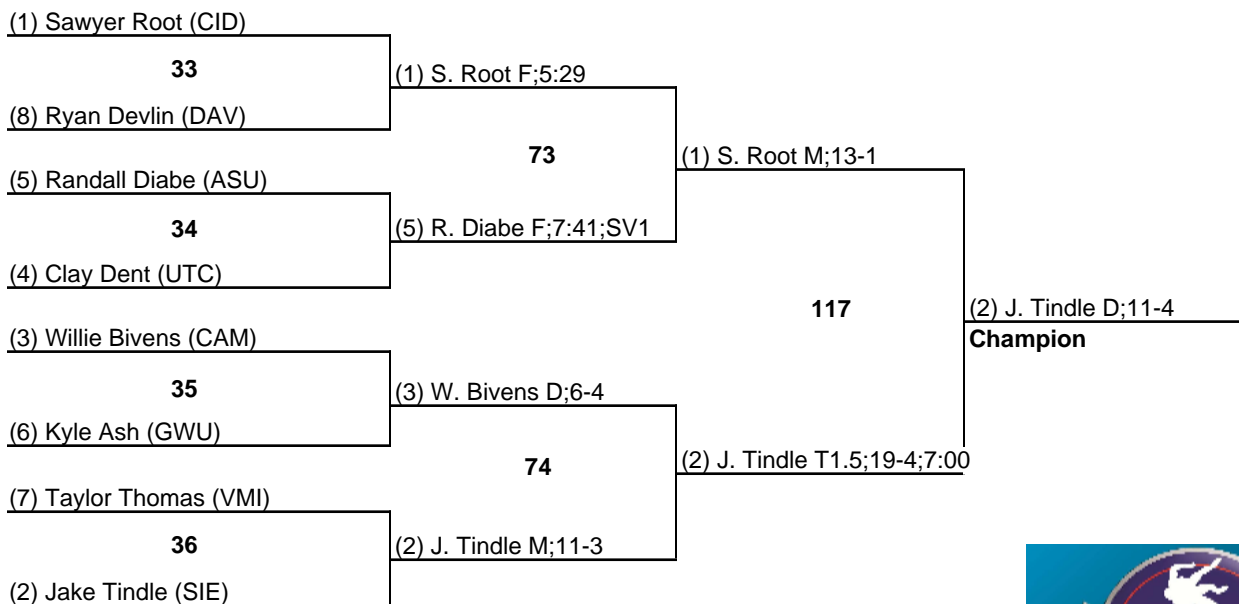 (1) Sawyer Root (CID)
33
(1) S. Root F;5:29
(8) Ryan Devlin (DAV)
73
(1) S. Root M;13-1
(5) Randall Diabe (ASU)
34
(5) R. Diabe F;7:41;SV1
(4) Clay Dent (UTC)
117
(2) J. Tindle D;11-4
Champion
(3) Willie Bivens (CAM)
35
(3) W. Bivens D;6-4
(6) Kyle Ash (GWU)
74
(2) J. Tindle T1.5;19-4;7:00
(7) Taylor Thomas (VMI)
36
(2) J. Tindle M;11-3
(2) Jake Tindle (SIE)